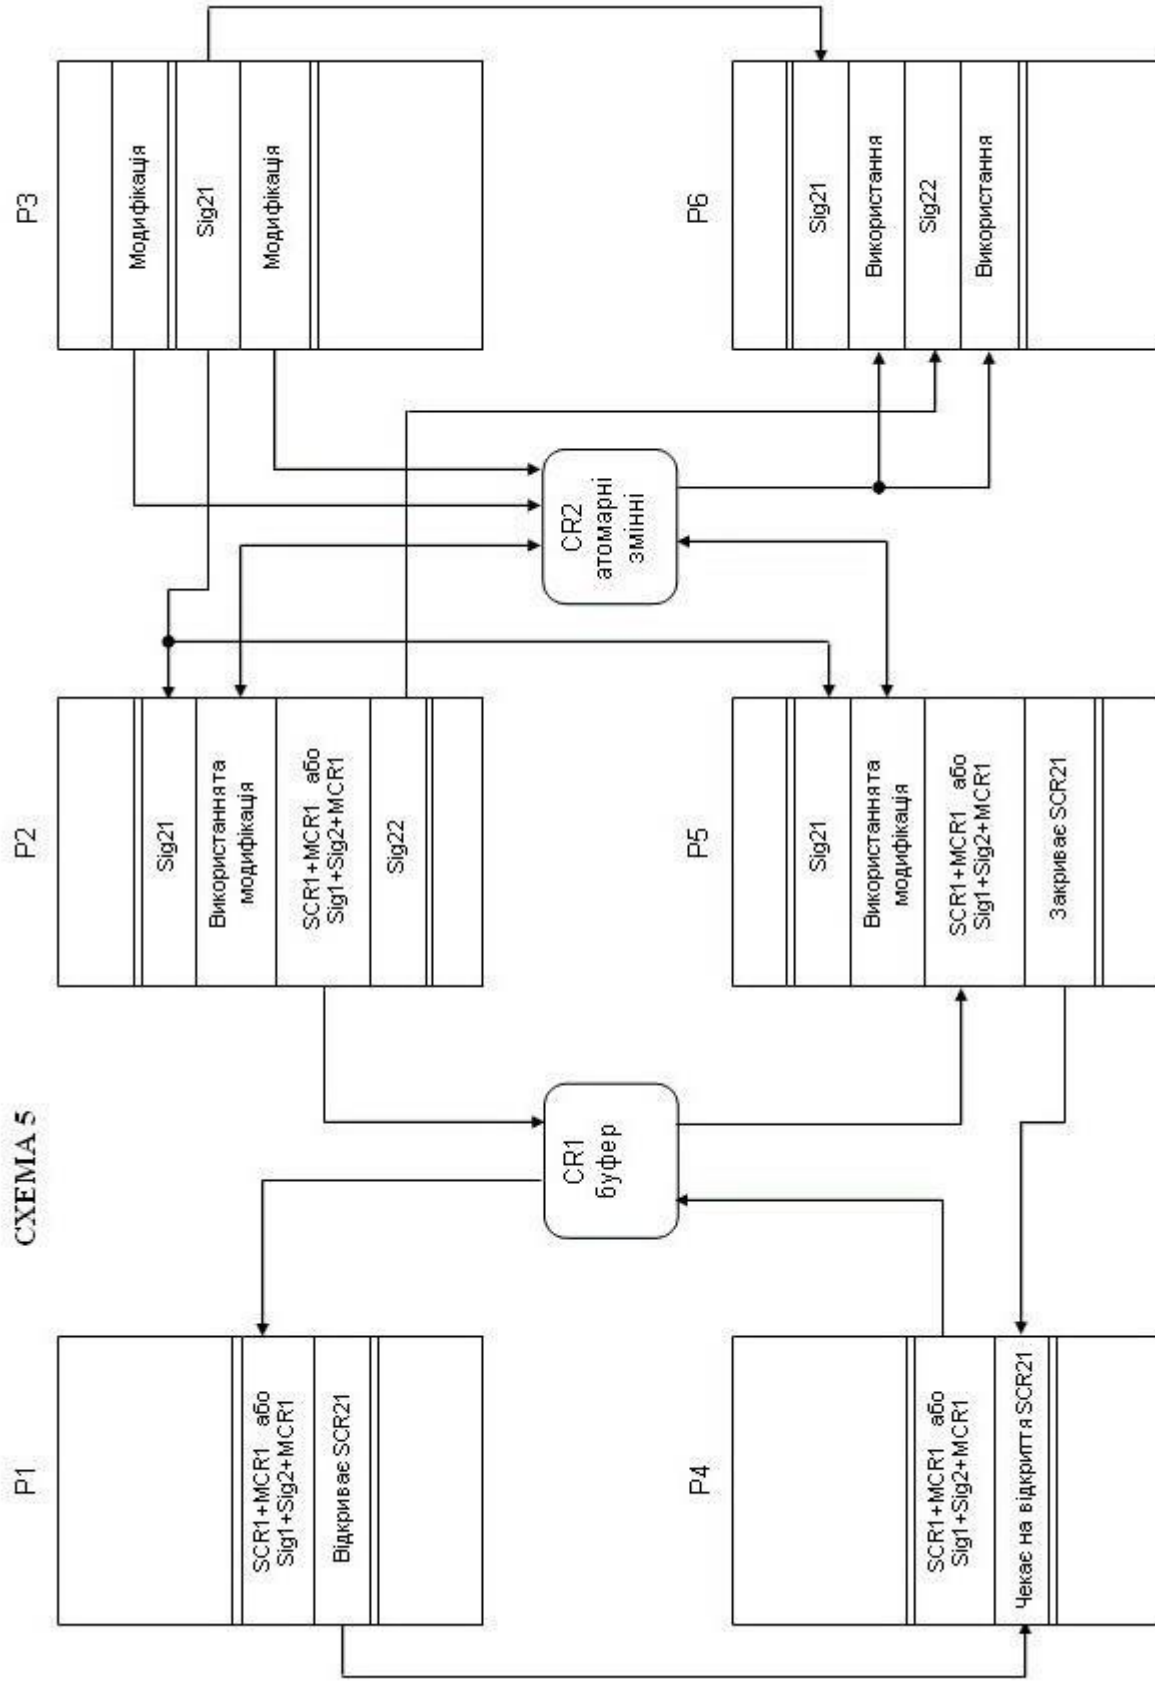 СХЕМА 5
P1
SCR1+MCR1 або
Sig1+Sig2+MCR1
Відкриває SCR21
P2
Sig21
Використання та
модифікація
SCR1+MCR1 або
Sig1+Sig2+MCR1
Sig22
P3
Модифікація
Sig21
Модифікація
CR1
буфер
CR2
атомарні
змінні
P4
SCR1+MCR1 або
Sig1+Sig2+MCR1
Чекає на відкриття SCR21
P5
Sig21
Використання та
модифікація
SCR1+MCR1 або
Sig1+Sig2+MCR1
Закриває SCR21
P6
Sig21
Використання
Sig22
Використання